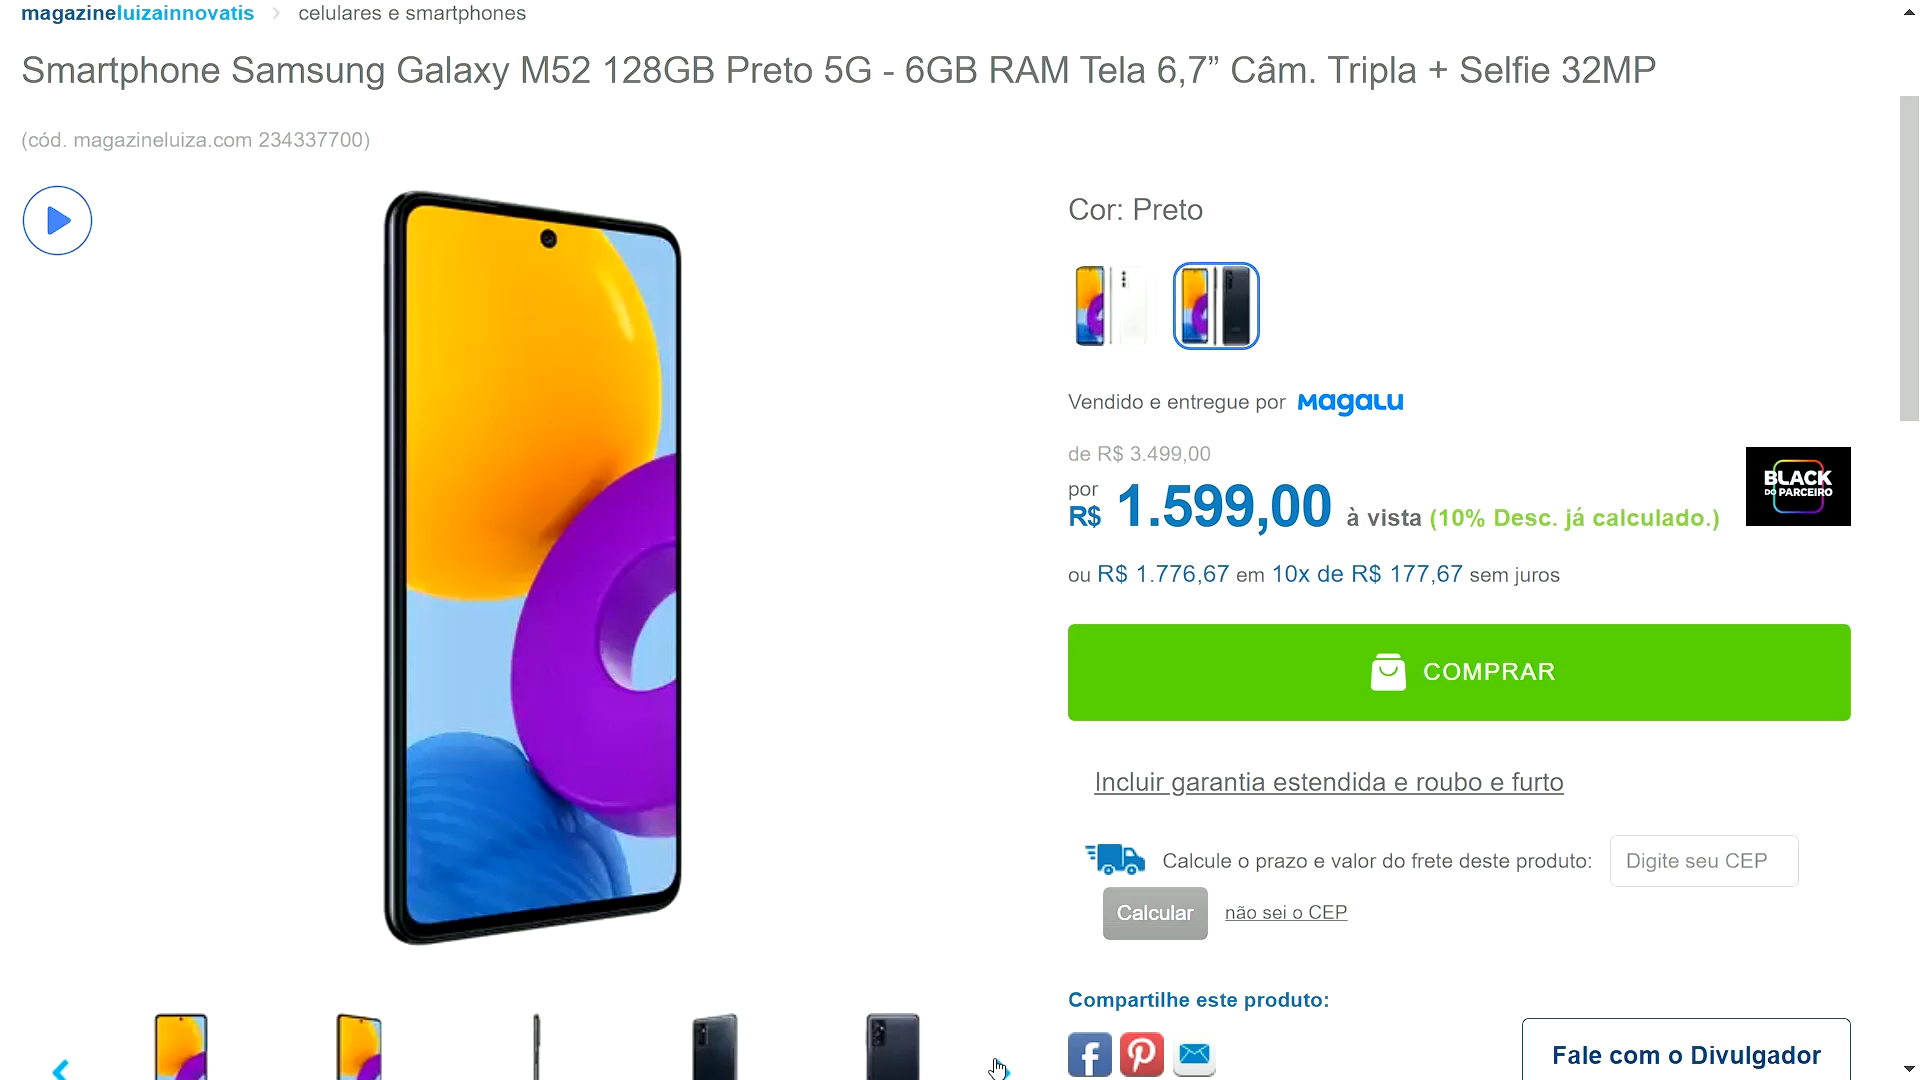 magazineluizainnovatis > celulares e smartphones
Smartphone Samsung Galaxy M52 128GB Preto 5G - 6GB RAM Tela 6,7” Câm. Tripla + Selfie 32MP
(cód. magazineluiza.com 234337700)
Cor: Preto
Vendido e entregue por Magalu
de R$ 3.499,00
por
R$ 1.599,00 à vista (10% Desc. já calculado.)
BLACK
DO PARCEIRO
ou R$ 1.776,67 em 10x de R$ 177,67 sem juros
COMPRAR
Incluir garantia estendida e roubo e furto
Calcule o prazo e valor do frete deste produto: Digite seu CEP
Calcular não sei o CEP
Compartilhe este produto:
Fale com o Divulgador